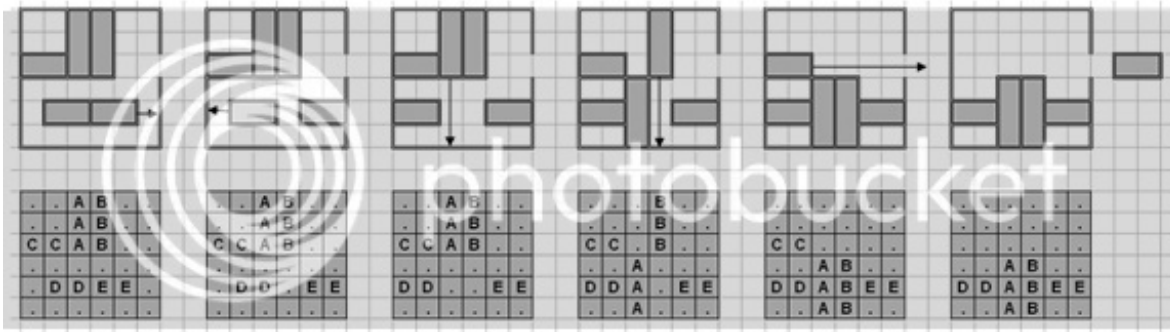 photobucket
. . A B . . . . A B . . . . A B . . . . . B . . . . . . . . . . . . . .
. . A B . . . . A B . . . . A B . . . . . B . . . . . . . . . . . . . .
C C A B . . C C A B . . C C A B . . C C . B . . C C . . . . . . . . . .
. . . . . . . . . . . . . . . . . . . . A . . . . . A B . . . . A B . .
. D D E E . . D D . E E D D . . E E D D A . E E D D A B E E D D A B E E
. . . . . . . . . . . . . . . . . . . . A . . . . . A B . . . . A B . .